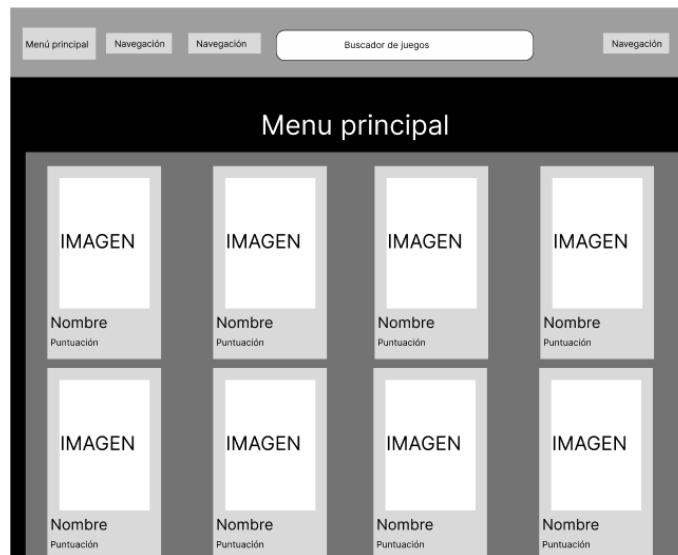 Menú principal Navegación Navegación Buscador de juegos Navegación
Menu principal
IMAGEN IMAGEN IMAGEN IMAGEN
Nombre Nombre Nombre Nombre
Puntuación Puntuación Puntuación Puntuación
IMAGEN IMAGEN IMAGEN IMAGEN
Nombre Nombre Nombre Nombre
Puntuación Puntuación Puntuación Puntuación